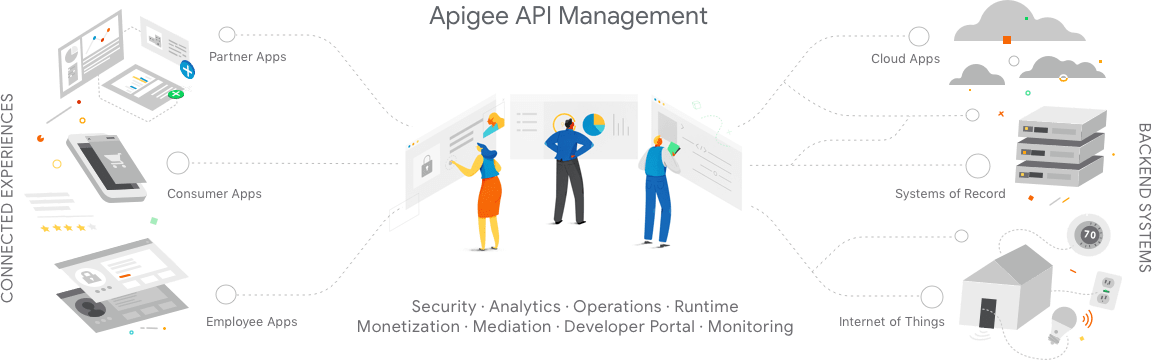 Apigee API Management
CONNECTED EXPERIENCES
Partner Apps
Consumer Apps
Employee Apps
Security · Analytics · Operations · Runtime
Monetization · Mediation · Developer Portal · Monitoring
Cloud Apps
Systems of Record
Internet of Things
70
BACKEND SYSTEMS